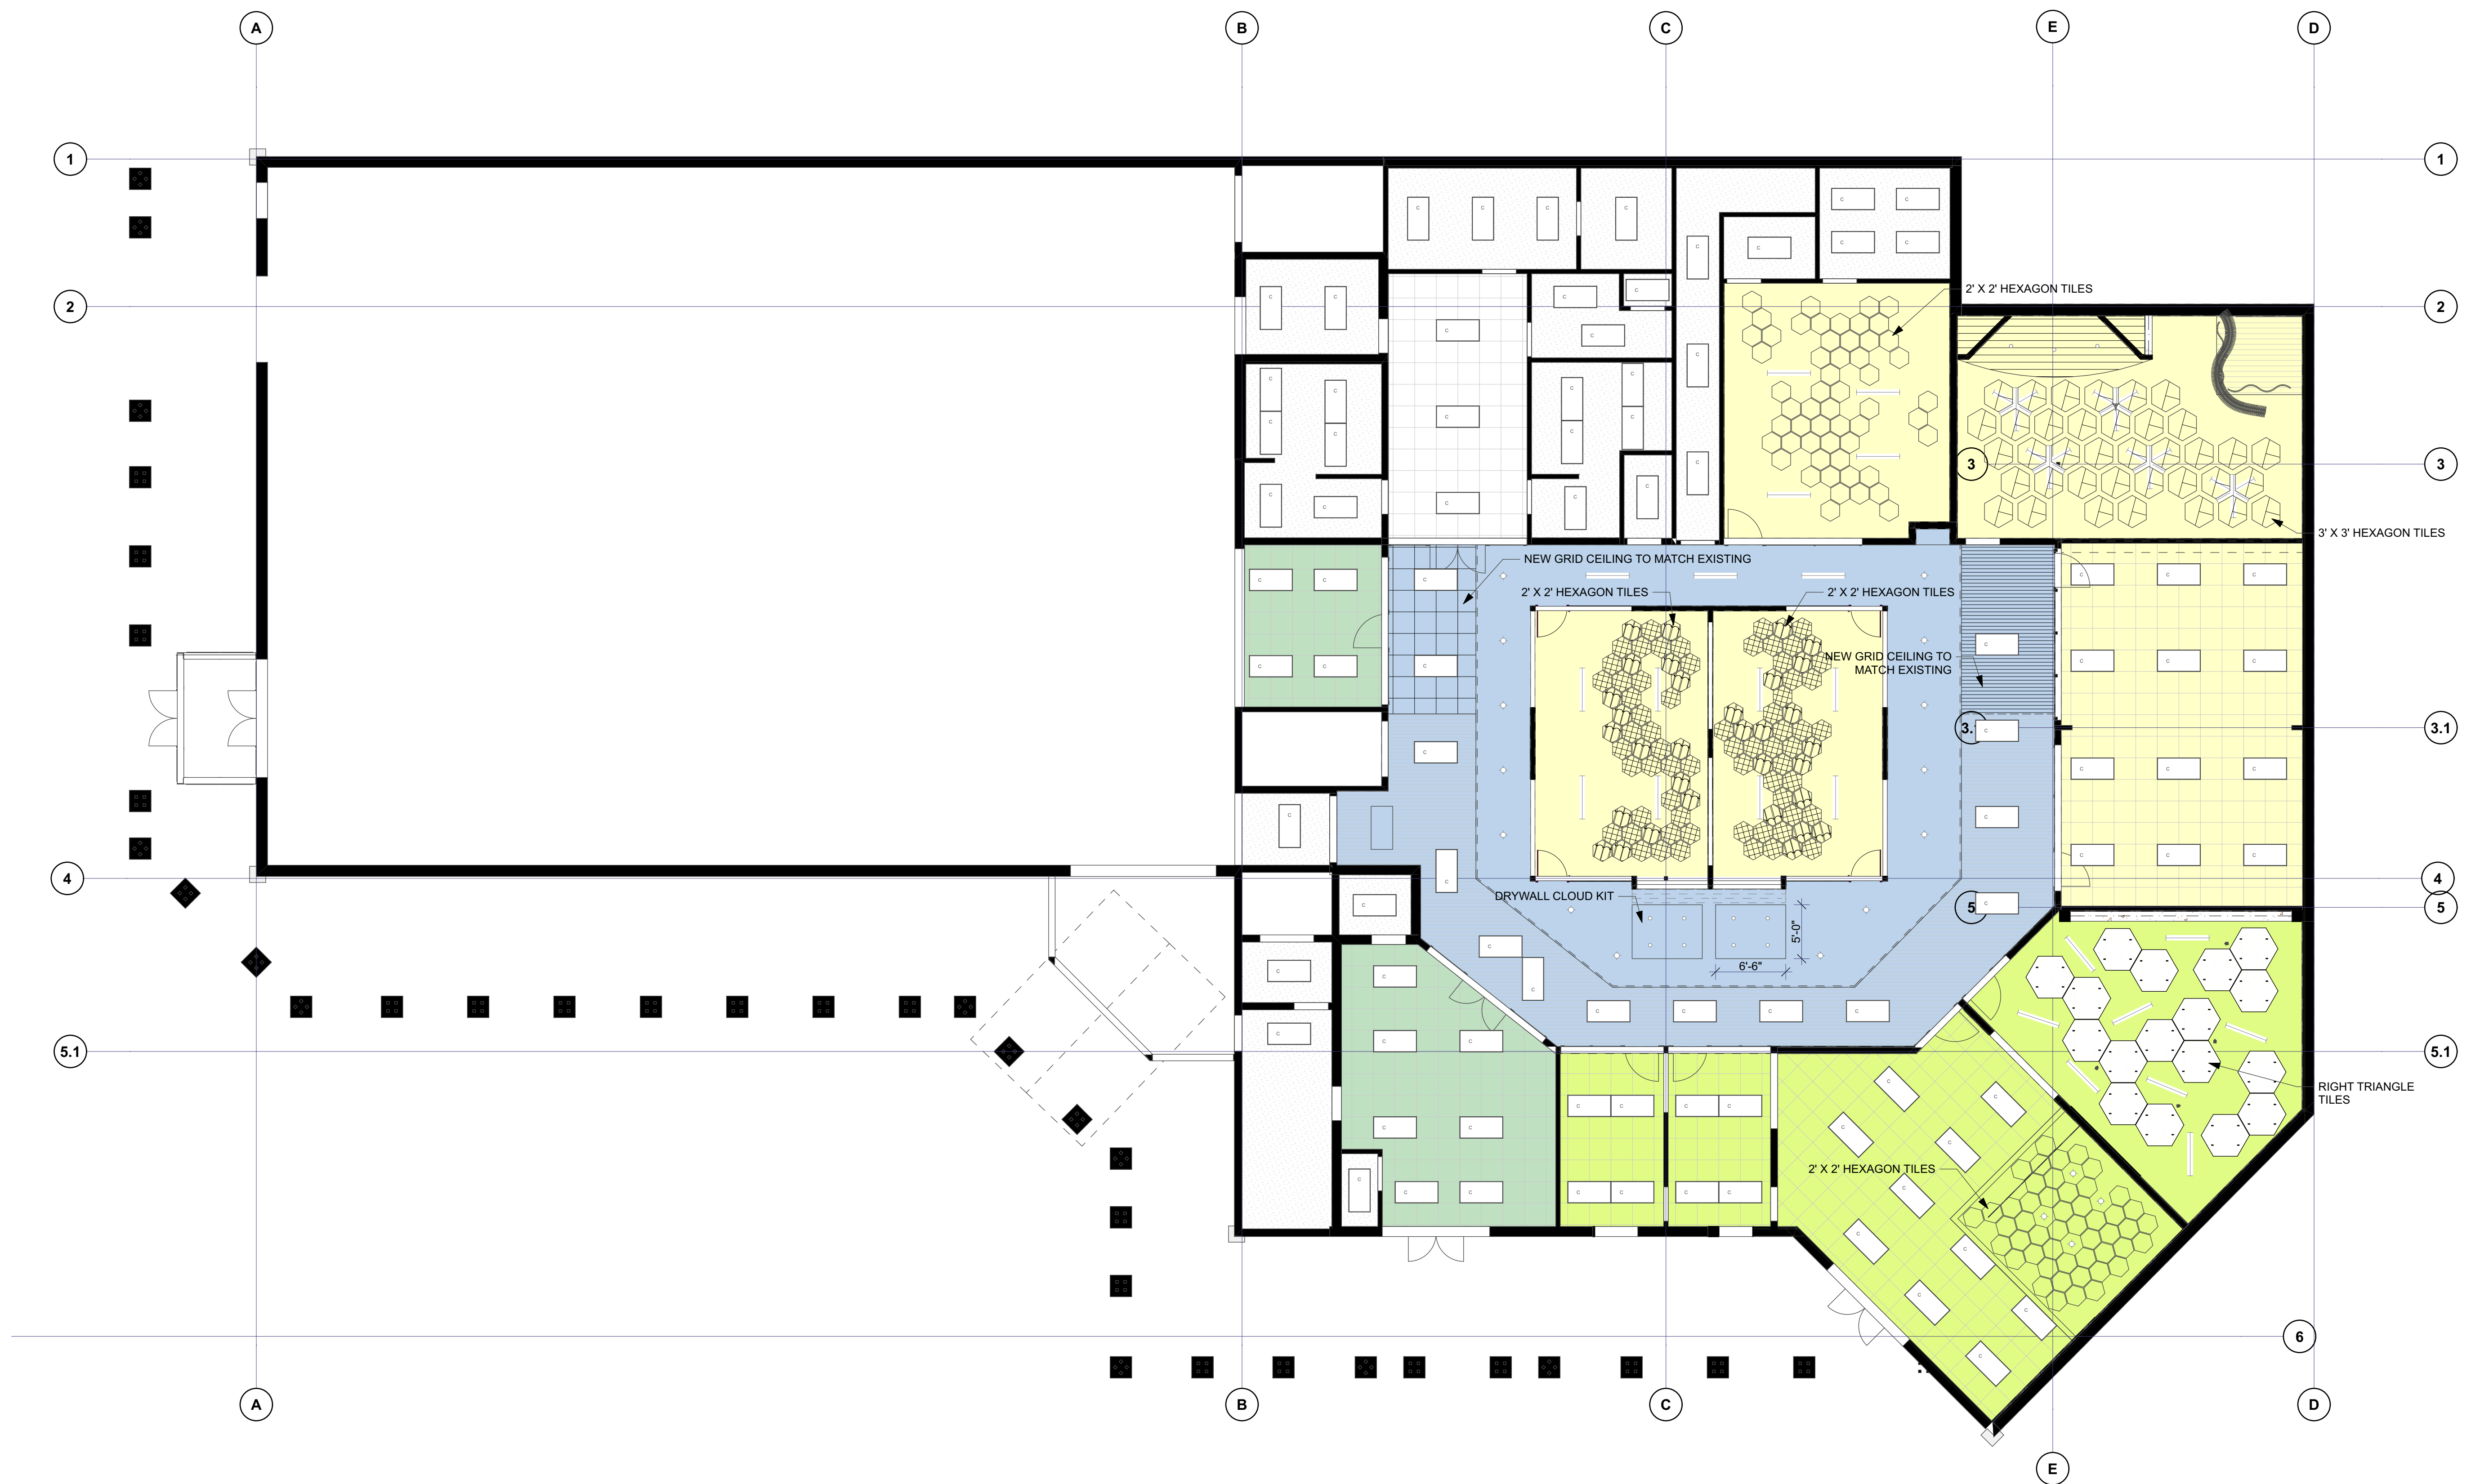 A
B
C
E
D
1
1
2
2' X 2' HEXAGON TILES
2
3
3
3' X 3' HEXAGON TILES
NEW GRID CEILING TO MATCH EXISTING
2' X 2' HEXAGON TILES
2' X 2' HEXAGON TILES
NEW GRID CEILING TO
MATCH EXISTING
3.1
4
4
DRYWALL CLOUD KIT
5'-0"
6'-6"
5
5
5.1
5.1
RIGHT TRIANGLE
TILES
2' X 2' HEXAGON TILES
6
A
B
C
D
E